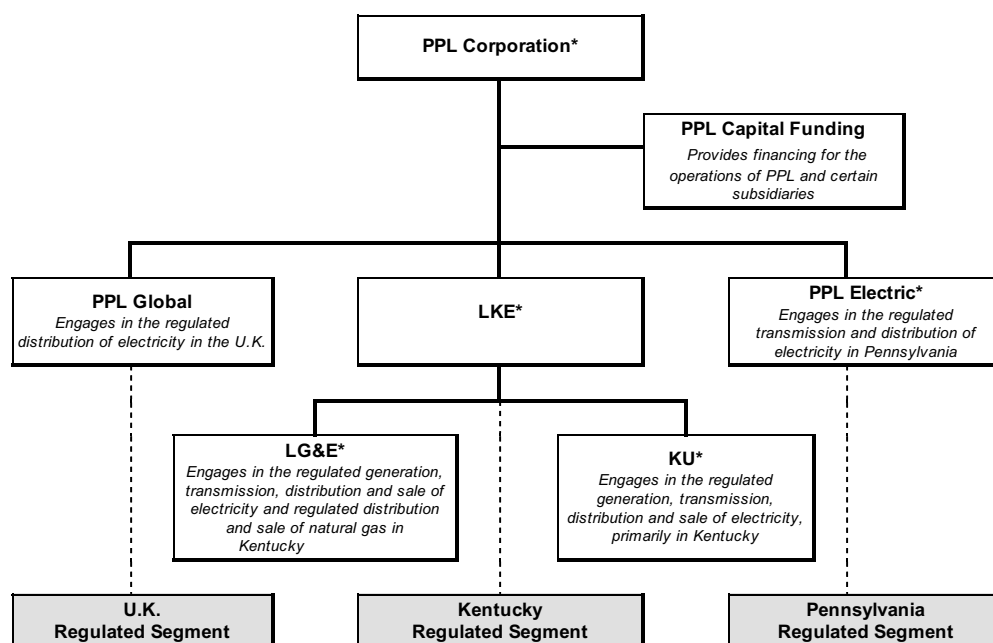 PPL Corporation*
PPL Capital Funding
Provides financing for the
operations of PPL and certain
subsidiaries
PPL Global
Engages in the regulated
distribution of electricity in the U.K.
LKE*
PPL Electric*
Engages in the regulated
transmission and distribution of
electricity in Pennsylvania
LG&E*
Engages in the regulated generation,
transmission, distribution and sale of
electricity and regulated distribution
and sale of natural gas in
Kentucky
KU*
Engages in the regulated
generation, transmission,
distribution and sale of electricity,
primarily in Kentucky
U.K.
Regulated Segment
Kentucky
Regulated Segment
Pennsylvania
Regulated Segment